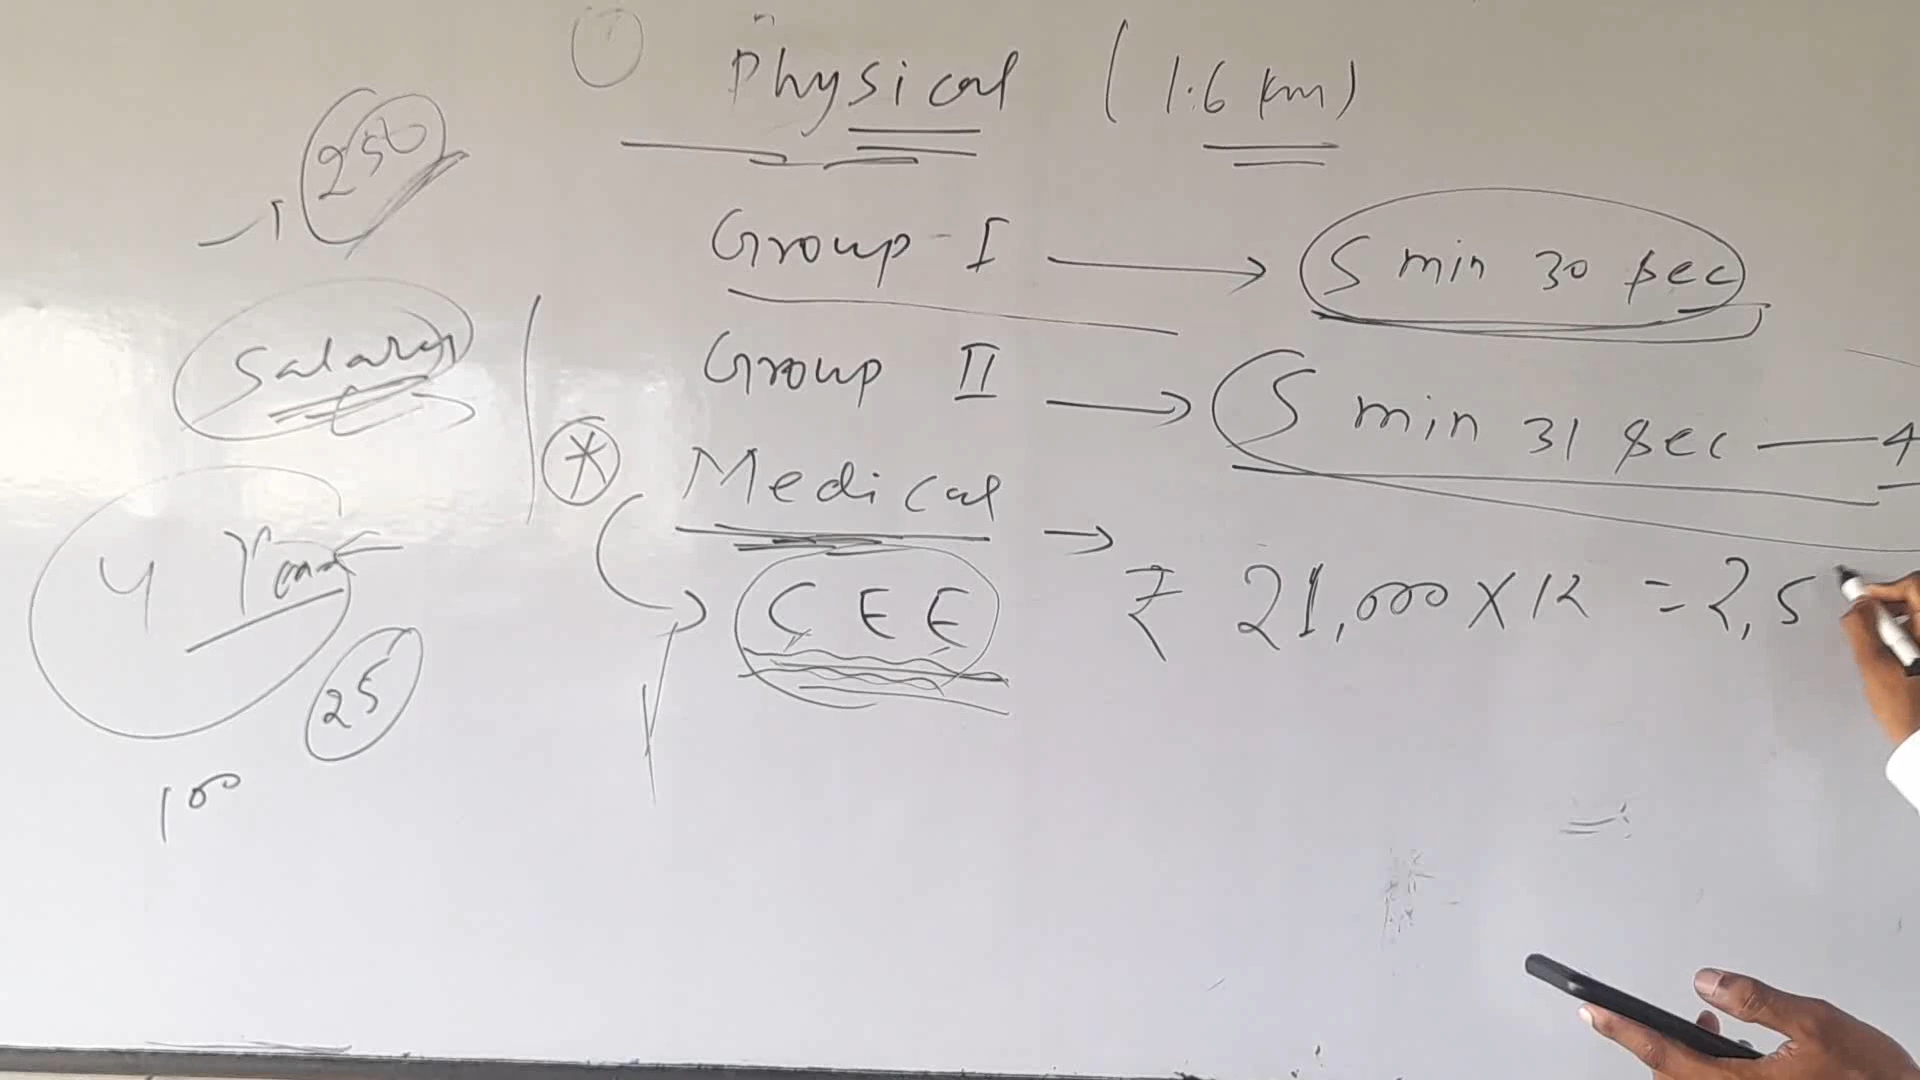 Physical (1.6 km)
250
Group-I → 5 min 30 sec
Salary
Group II → 5 min 31 sec — 4
* Medical →
4 Year
CEE
₹ 21,000 X 12 = 2,5
25
100